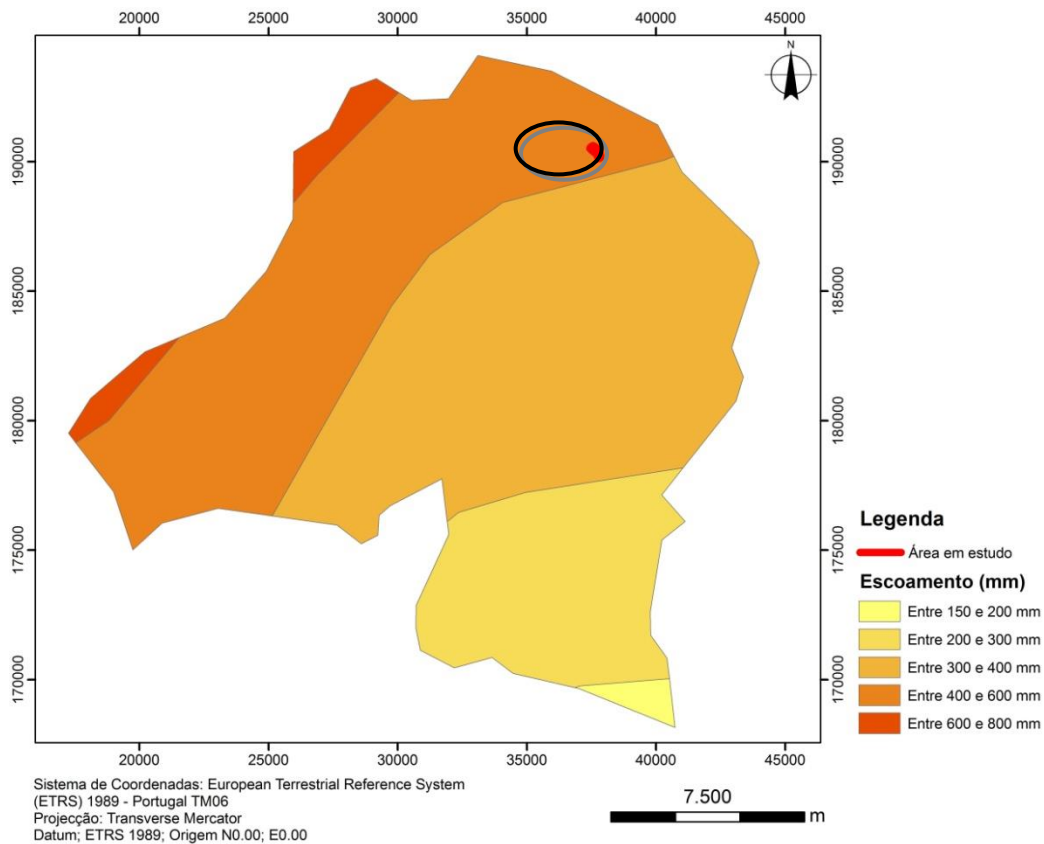 20000 25000 30000 35000 40000 45000
N
190000 190000
185000 185000
180000 180000
175000 175000
170000 170000
20000 25000 30000 35000 40000 45000
Legenda
Área em estudo
Escoamento (mm)
Entre 150 e 200 mm
Entre 200 e 300 mm
Entre 300 e 400 mm
Entre 400 e 600 mm
Entre 600 e 800 mm
Sistema de Coordenadas: European Terrestrial Reference System
(ETRS) 1989 - Portugal TM06
Projecção: Transverse Mercator
Datum; ETRS 1989; Origem N0.00; E0.00
7.500
m